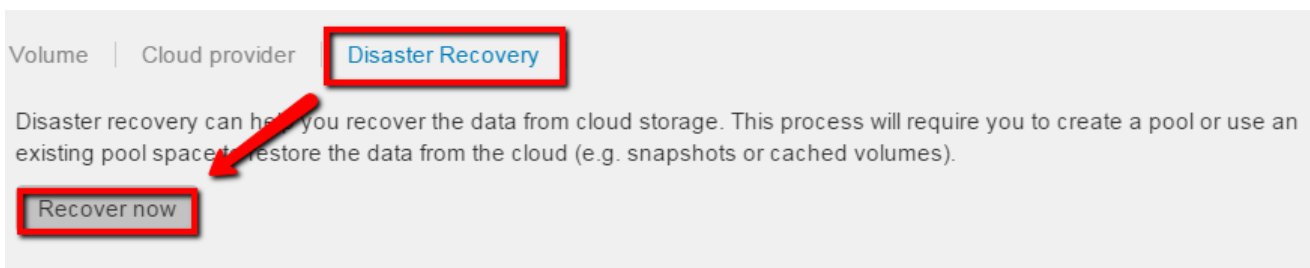 Volume | Cloud provider | Disaster Recovery
Disaster recovery can help you recover the data from cloud storage. This process will require you to create a pool or use an
existing pool space to restore the data from the cloud (e.g. snapshots or cached volumes).
Recover now